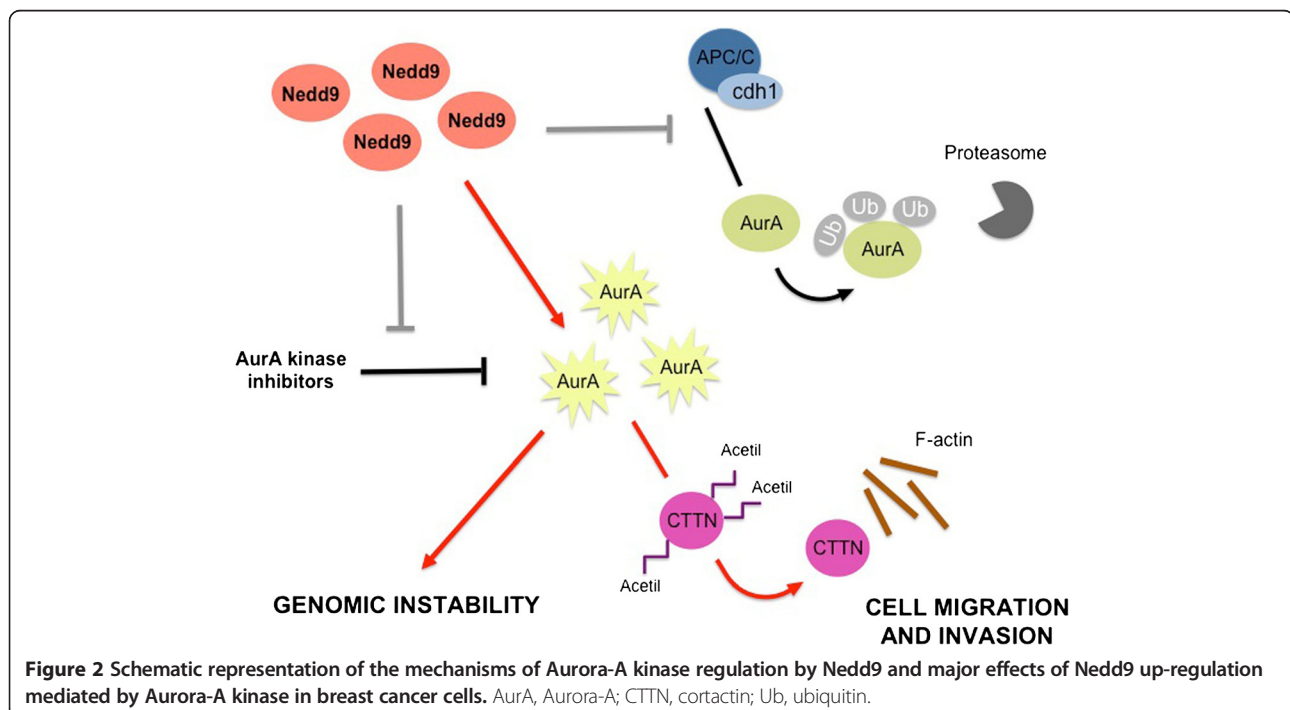 Nedd9
Nedd9
Nedd9
Nedd9
APC/C
cdh1
Proteasome
AurA
Ub
Ub
Ub
AurA
AurA
AurA
AurA
AurA kinase
inhibitors
F-actin
Acetil
Acetil
CTTN
Acetil
CTTN
GENOMIC INSTABILITY
CELL MIGRATION
AND INVASION
Figure 2 Schematic representation of the mechanisms of Aurora-A kinase regulation by Nedd9 and major effects of Nedd9 up-regulation
mediated by Aurora-A kinase in breast cancer cells. AurA, Aurora-A; CTTN, cortactin; Ub, ubiquitin.